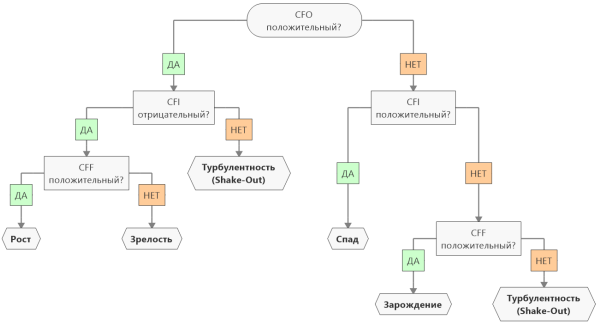 CFO
положительный?
ДА
НЕТ
CFI
отрицательный?
CFI
положительный?
ДА
НЕТ
CFF
положительный?
Турбулентность
(Shake-Out)
ДА
НЕТ
ДА
НЕТ
Рост
Зрелость
Спад
CFF
положительный?
ДА
НЕТ
Зарождение
Турбулентность
(Shake-Out)